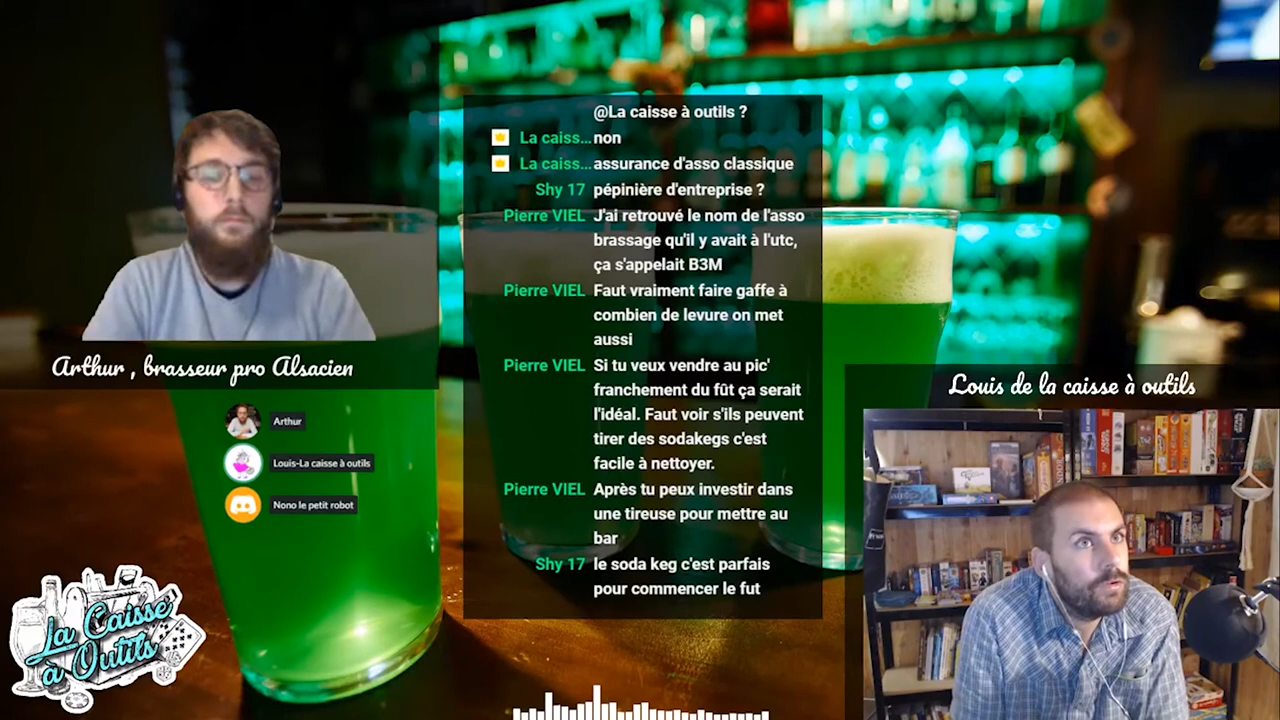 @La caisse à outils ?
La caiss... non
La caiss... assurance d'asso classique
Shy 17 pépinière d'entreprise ?
Pierre VIEL J'ai retrouvé le nom de l'asso
brassage qu'il y avait à l'utc,
ça s'appelait B3M
Pierre VIEL Faut vraiment faire gaffe à
combien de levure on met
aussi
Pierre VIEL Si tu veux vendre au pic'
franchement du fût ça serait
l'idéal. Faut voir s'ils peuvent
tirer des sodakegs c'est
facile à nettoyer.
Pierre VIEL Après tu peux investir dans
une tireuse pour mettre au
bar
Shy 17 le soda keg c'est parfais
pour commencer le fut
Arthur , brasseur pro Alsacien
Arthur
Louis-La caisse à outils
Nono le petit robot
Louis de la caisse à outils
La Caisse
à Outils